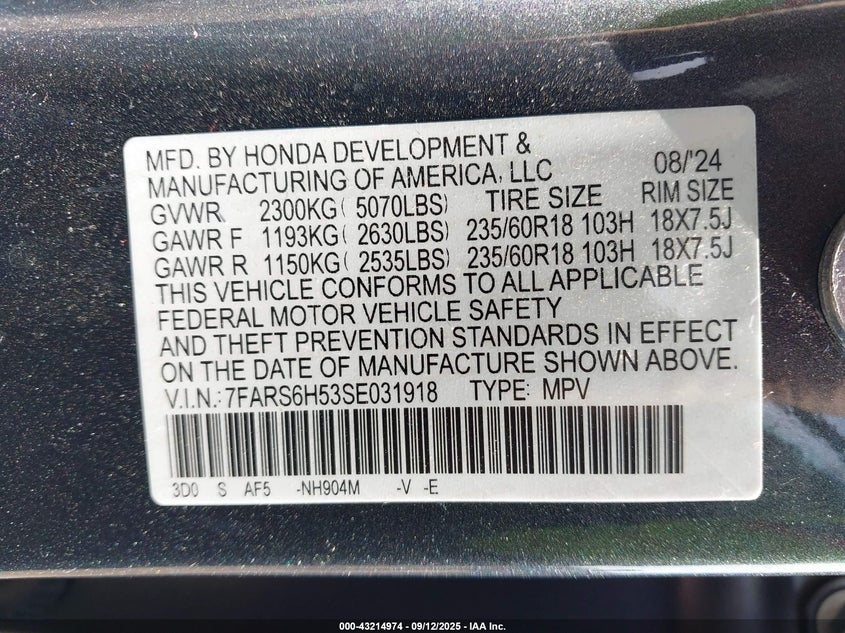 MFD. BY HONDA DEVELOPMENT & 08/'24
MANUFACTURING OF AMERICA, LLC
GVWR 2300KG( 5070LBS) TIRE SIZE RIM SIZE
GAWR F 1193KG( 2630LBS) 235/60R18 103H 18X7.5J
GAWR R 1150KG( 2535LBS) 235/60R18 103H 18X7.5J
THIS VEHICLE CONFORMS TO ALL APPLICABLE
FEDERAL MOTOR VEHICLE SAFETY
AND THEFT PREVENTION STANDARDS IN EFFECT
ON THE DATE OF MANUFACTURE SHOWN ABOVE.
V.I.N.: 7FARS6H53SE031918 TYPE: MPV
3D0 S AF5 -NH904M -V -E
000-43214974 - 09/12/2025 - IAA Inc.